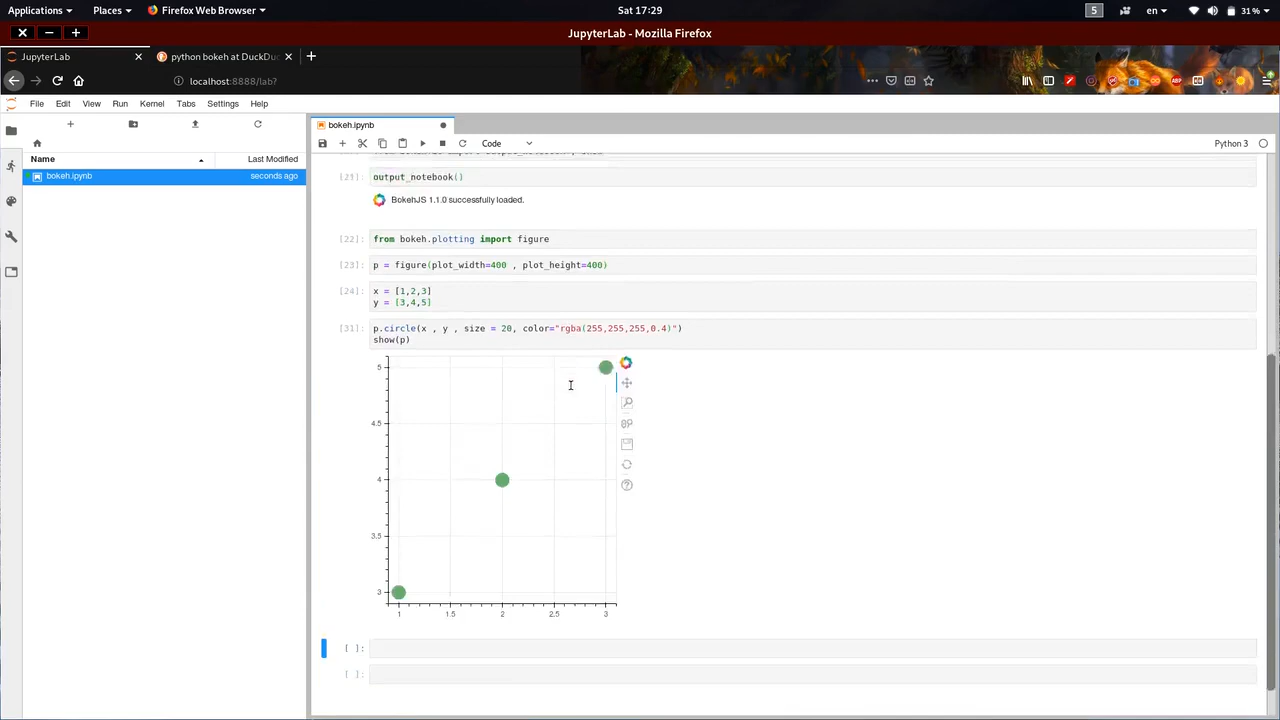 Applications Places Firefox Web Browser Sat 17:29 5 en 31 %
JupyterLab - Mozilla Firefox
JupyterLab python bokeh at DuckDuc
localhost:8888/lab?
File Edit View Run Kernel Tabs Settings Help
bokeh.ipynb
Code Python 3
Name Last Modified
bokeh.ipynb seconds ago
[21]: output_notebook()
BokehJS 1.1.0 successfully loaded.
[22]: from bokeh.plotting import figure
[23]: p = figure(plot_width=400 , plot_height=400)
[24]: x = [1,2,3]
y = [3,4,5]
[31]: p.circle(x , y , size = 20, color="rgba(255,255,255,0.4)")
show(p)
5
4.5
4
3.5
3
1 1.5 2 2.5 3
[ ]:
[ ]: